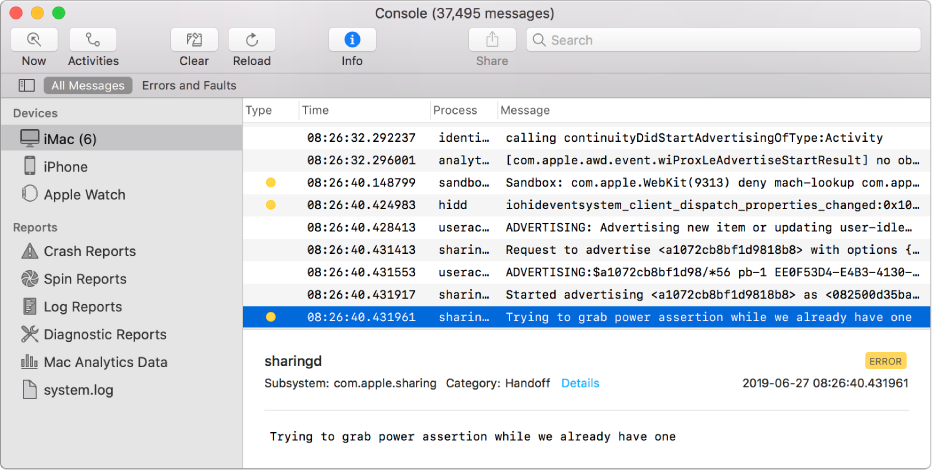 Console (37,495 messages)
Now Activities Clear Reload Info Share Search
All Messages Errors and Faults
Devices
iMac (6)
iPhone
Apple Watch
Reports
Crash Reports
Spin Reports
Log Reports
Diagnostic Reports
Mac Analytics Data
system.log
Type Time Process Message
08:26:32.292237 identi... calling continuityDidStartAdvertisingOfType:Activity
08:26:32.296001 analyt... [com.apple.awd.event.wiProxLeAdvertiseStartResult] no ob...
08:26:40.148799 sandbo... Sandbox: com.apple.WebKit(9313) deny mach-lookup com.app...
08:26:40.424983 hidd iohideventsystem_client_dispatch_properties_changed:0x10...
08:26:40.428413 userac... ADVERTISING: Advertising new item or updating user-idle...
08:26:40.431413 sharin... Request to advertise <a1072cb8bf1d9818b8> with options {...
08:26:40.431553 userac... ADVERTISING:$a1072cb8bf1d98/*56 pb-1 EE0F53D4-E4B3-4130-...
08:26:40.431917 sharin... Started advertising <a1072cb8bf1d9818b8> as <082500d35ba...
08:26:40.431961 sharin... Trying to grab power assertion while we already have one
sharingd ERROR
Subsystem: com.apple.sharing Category: Handoff Details 2019-06-27 08:26:40.431961
Trying to grab power assertion while we already have one